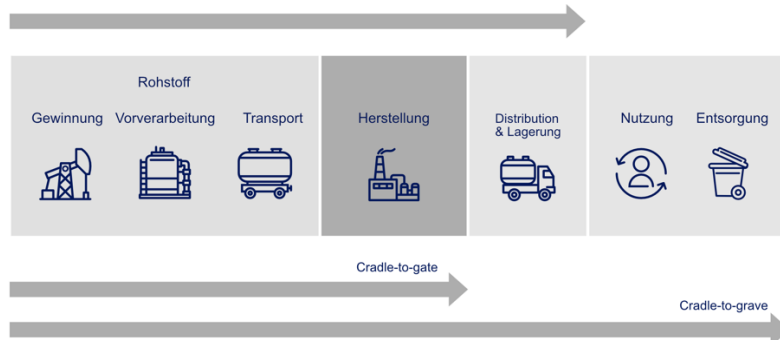 Rohstoff
Gewinnung Vorverarbeitung Transport
Herstellung
Distribution
& Lagerung
Nutzung Entsorgung
Cradle-to-gate
Cradle-to-grave